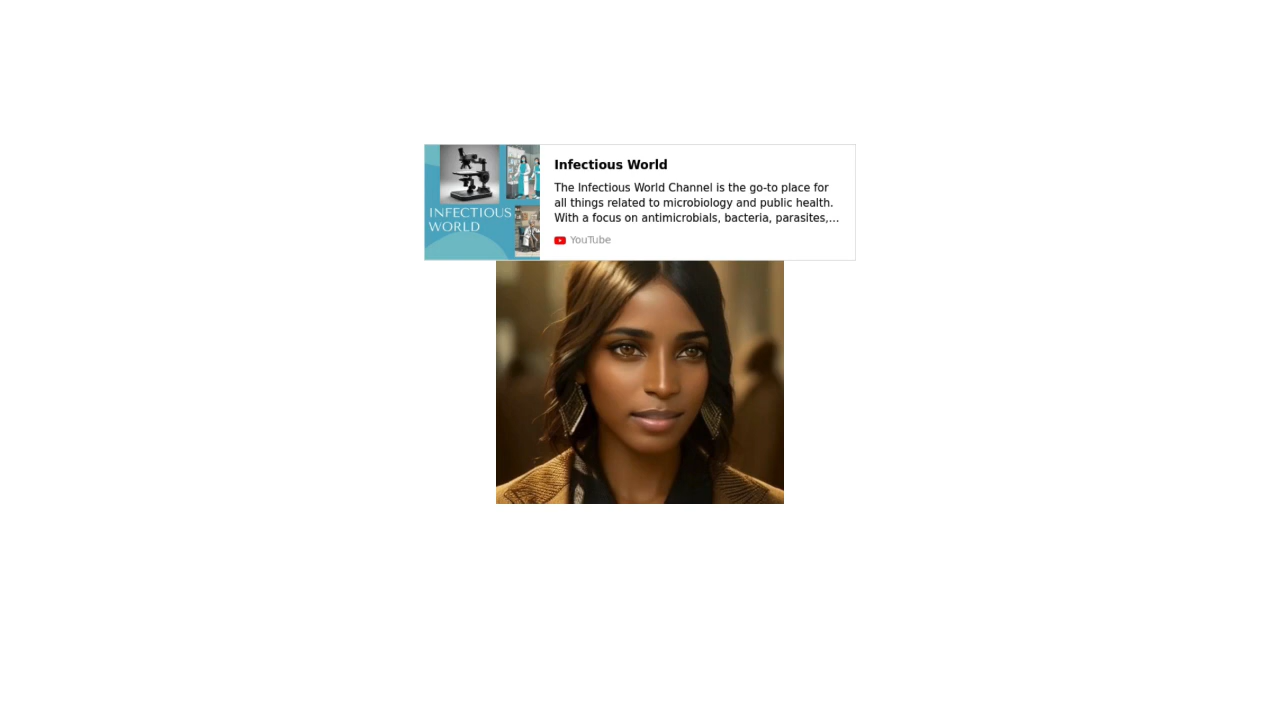 INFECTIOUS
WORLD
Infectious World
The Infectious World Channel is the go-to place for
all things related to microbiology and public health.
With a focus on antimicrobials, bacteria, parasites,...
YouTube